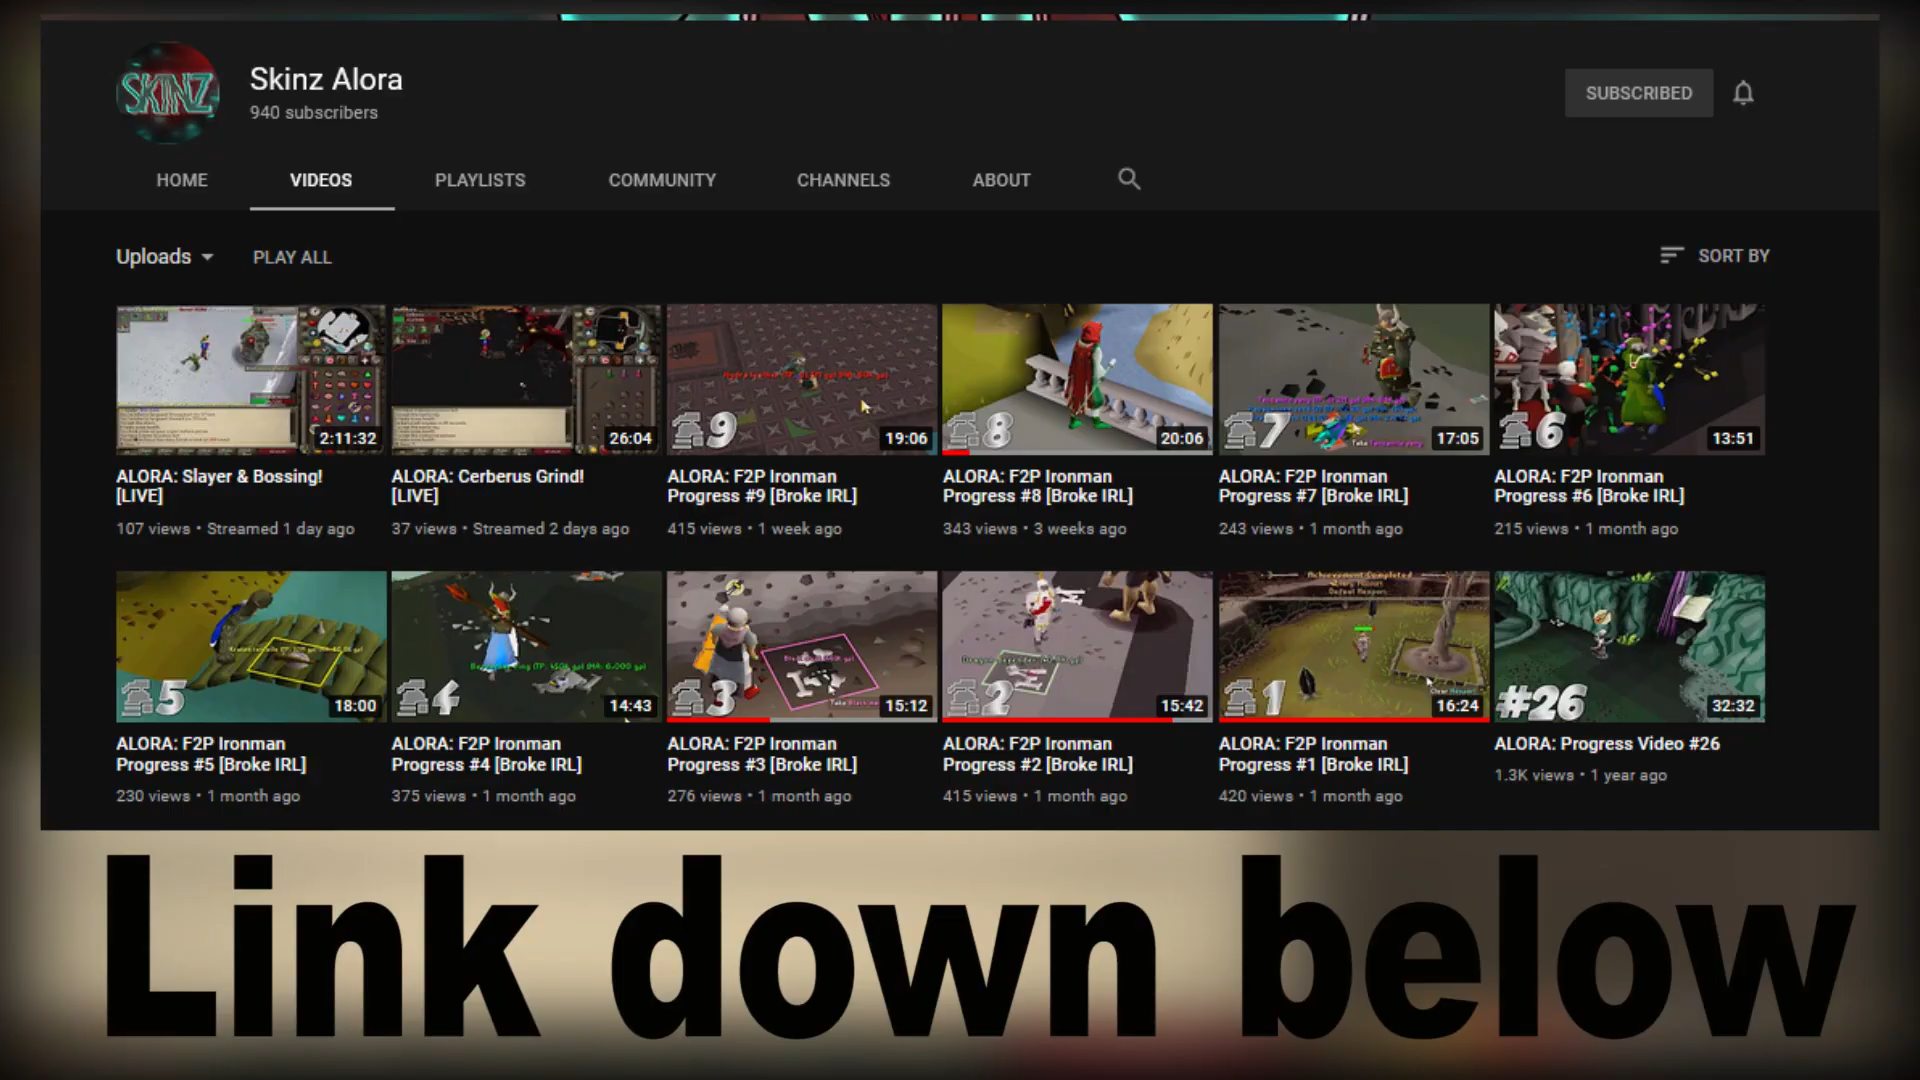 SKINZ
Skinz Alora
940 subscribers
SUBSCRIBED
HOME
VIDEOS
PLAYLISTS
COMMUNITY
CHANNELS
ABOUT
Uploads
PLAY ALL
SORT BY
2:11:32
26:04
9
19:06
8
20:06
7
17:05
6
13:51
ALORA: Slayer & Bossing!
[LIVE]
107 views • Streamed 1 day ago
ALORA: Cerberus Grind!
[LIVE]
37 views • Streamed 2 days ago
ALORA: F2P Ironman
Progress #9 [Broke IRL]
415 views • 1 week ago
ALORA: F2P Ironman
Progress #8 [Broke IRL]
343 views • 3 weeks ago
ALORA: F2P Ironman
Progress #7 [Broke IRL]
243 views • 1 month ago
ALORA: F2P Ironman
Progress #6 [Broke IRL]
215 views • 1 month ago
5
18:00
4
14:43
3
15:12
2
15:42
Achievement Completed
1
16:24
#26
32:32
ALORA: F2P Ironman
Progress #5 [Broke IRL]
230 views • 1 month ago
ALORA: F2P Ironman
Progress #4 [Broke IRL]
375 views • 1 month ago
ALORA: F2P Ironman
Progress #3 [Broke IRL]
276 views • 1 month ago
ALORA: F2P Ironman
Progress #2 [Broke IRL]
415 views • 1 month ago
ALORA: F2P Ironman
Progress #1 [Broke IRL]
420 views • 1 month ago
ALORA: Progress Video #26
1.3K views • 1 year ago
Link down below